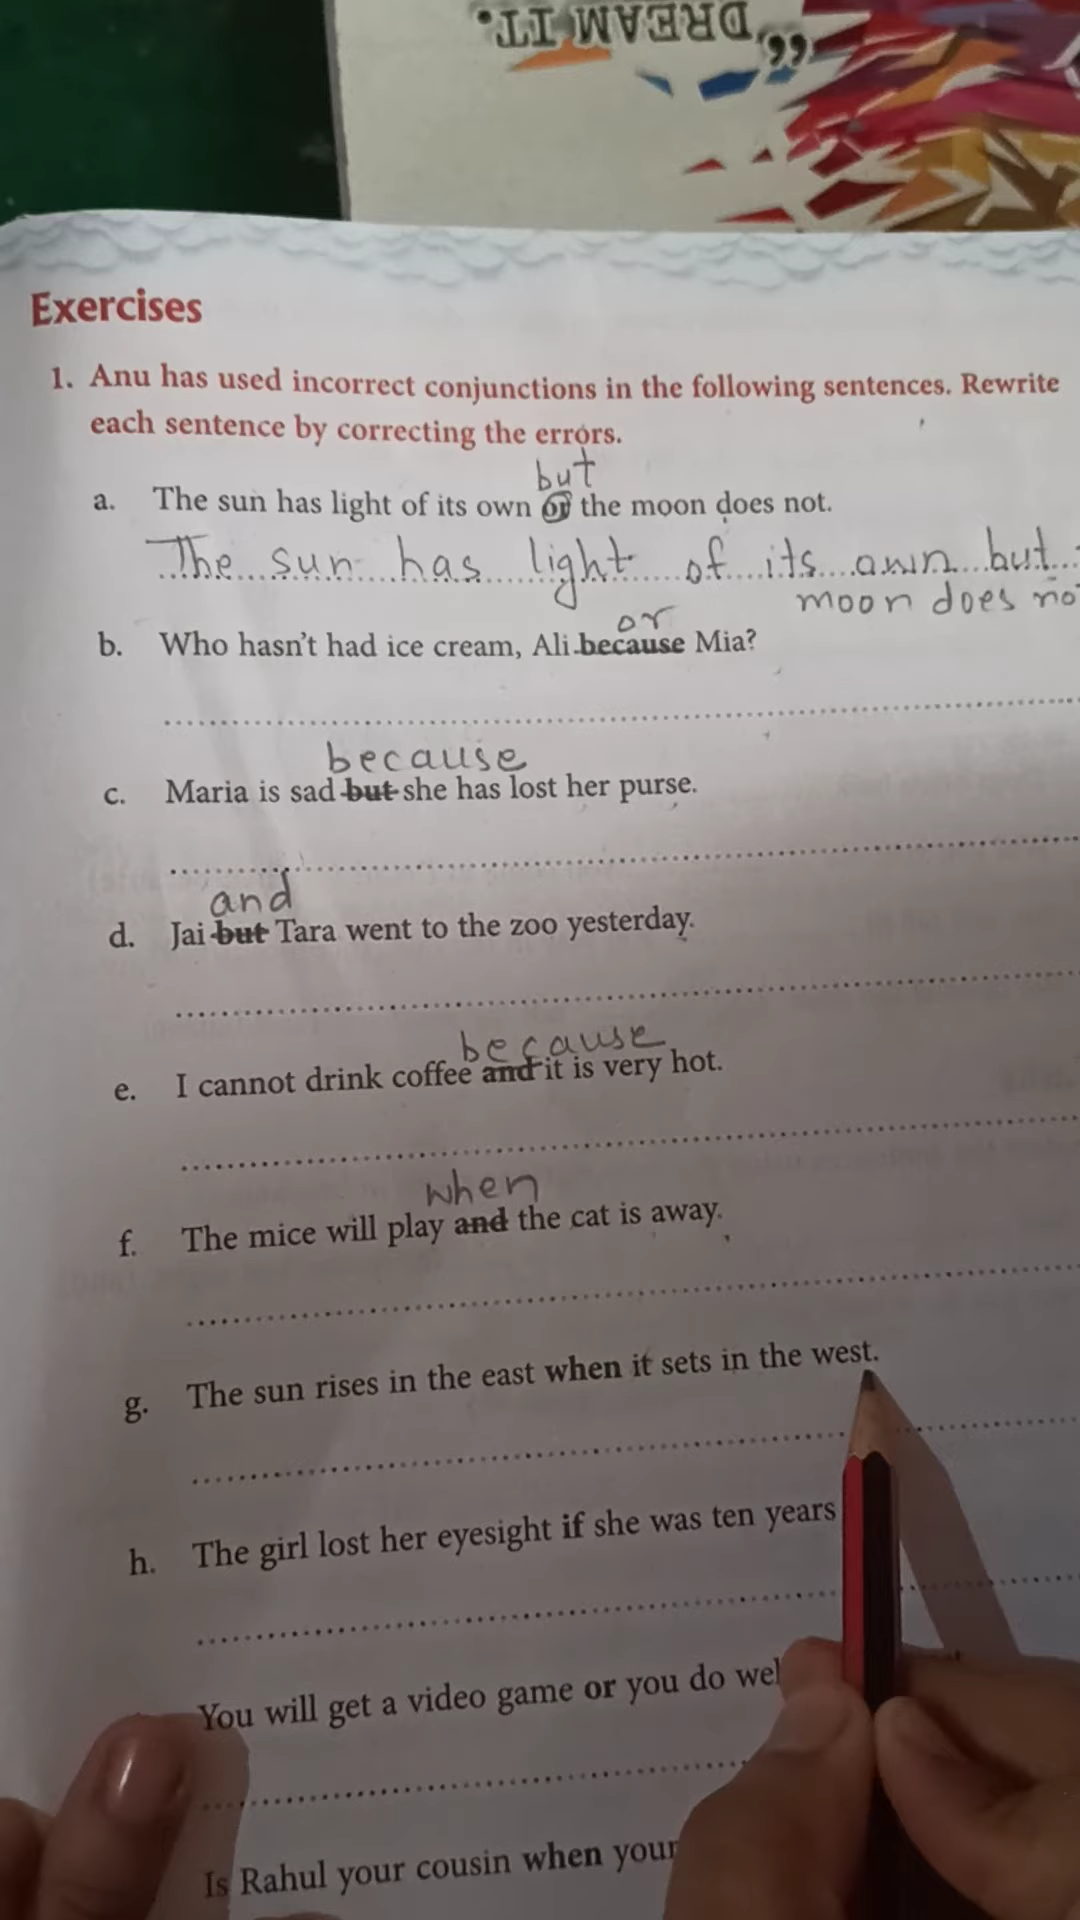 "DREAM IT.
Exercises
1. Anu has used incorrect conjunctions in the following sentences. Rewrite
each sentence by correcting the errors.
but
a. The sun has light of its own or the moon does not.
The sun has light of its own but
moon does no
or
b. Who hasn't had ice cream, Ali because Mia?
because
c. Maria is sad but she has lost her purse.
and
d. Jai but Tara went to the zoo yesterday.
because
e. I cannot drink coffee and it is very hot.
when
f. The mice will play and the cat is away.
g. The sun rises in the east when it sets in the west.
h. The girl lost her eyesight if she was ten years
You will get a video game or you do wel
Is Rahul your cousin when your